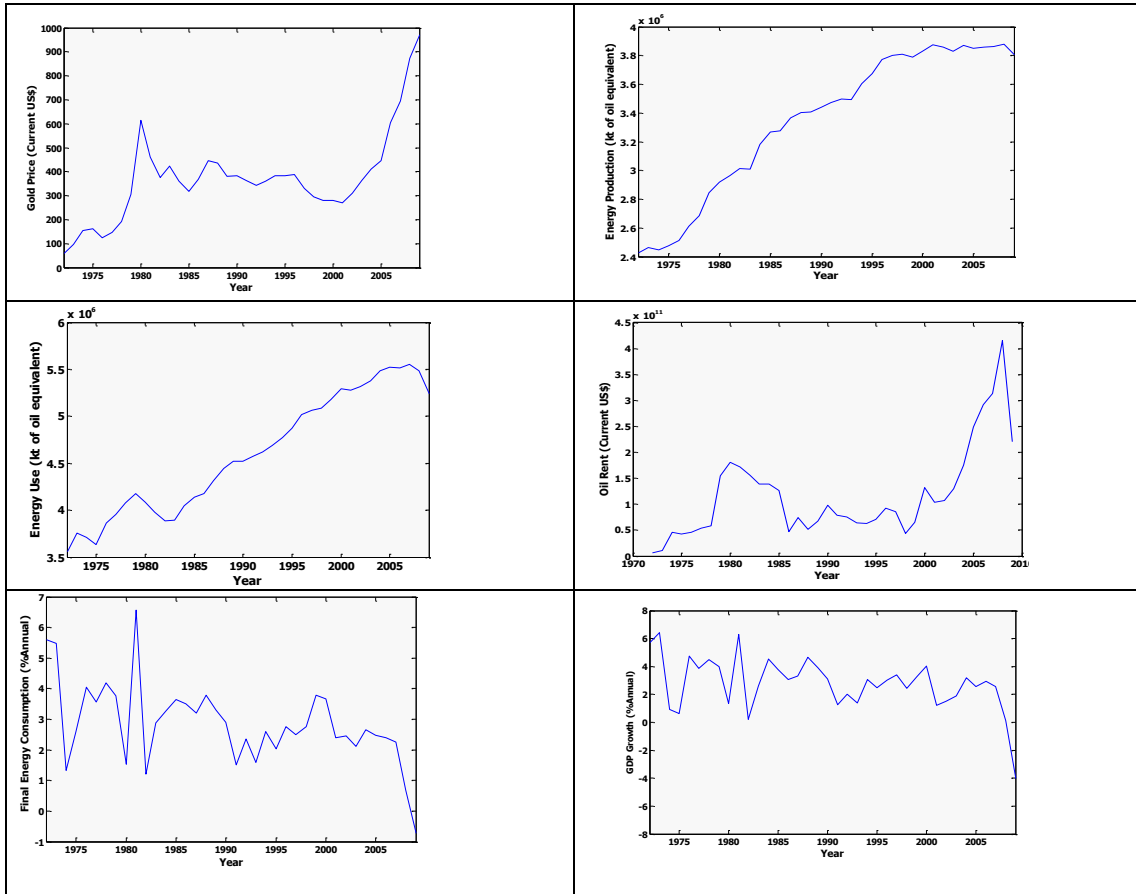 Gold Price (Current US$)
1000
900
800
700
600
500
400
300
200
100
0
1975 1980 1985 1990 1995 2000 2005
Year
x 10⁶
Energy Production (kt of oil equivalent)
4
3.8
3.6
3.4
3.2
3
2.8
2.6
2.4
1975 1980 1985 1990 1995 2000 2005
Year
x 10⁶
Energy Use (kt of oil equivalent)
6
5.5
5
4.5
4
3.5
1975 1980 1985 1990 1995 2000 2005
Year
x 10¹¹
Oil Rent (Current US$)
4.5
4
3.5
3
2.5
2
1.5
1
0.5
0
1970 1975 1980 1985 1990 1995 2000 2005 2010
Year
Final Energy Consumption (%Annual)
7
6
5
4
3
2
1
0
-1
1975 1980 1985 1990 1995 2000 2005
Year
GDP Growth (%Annual)
8
6
4
2
0
-2
-4
-6
-8
1975 1980 1985 1990 1995 2000 2005
Year